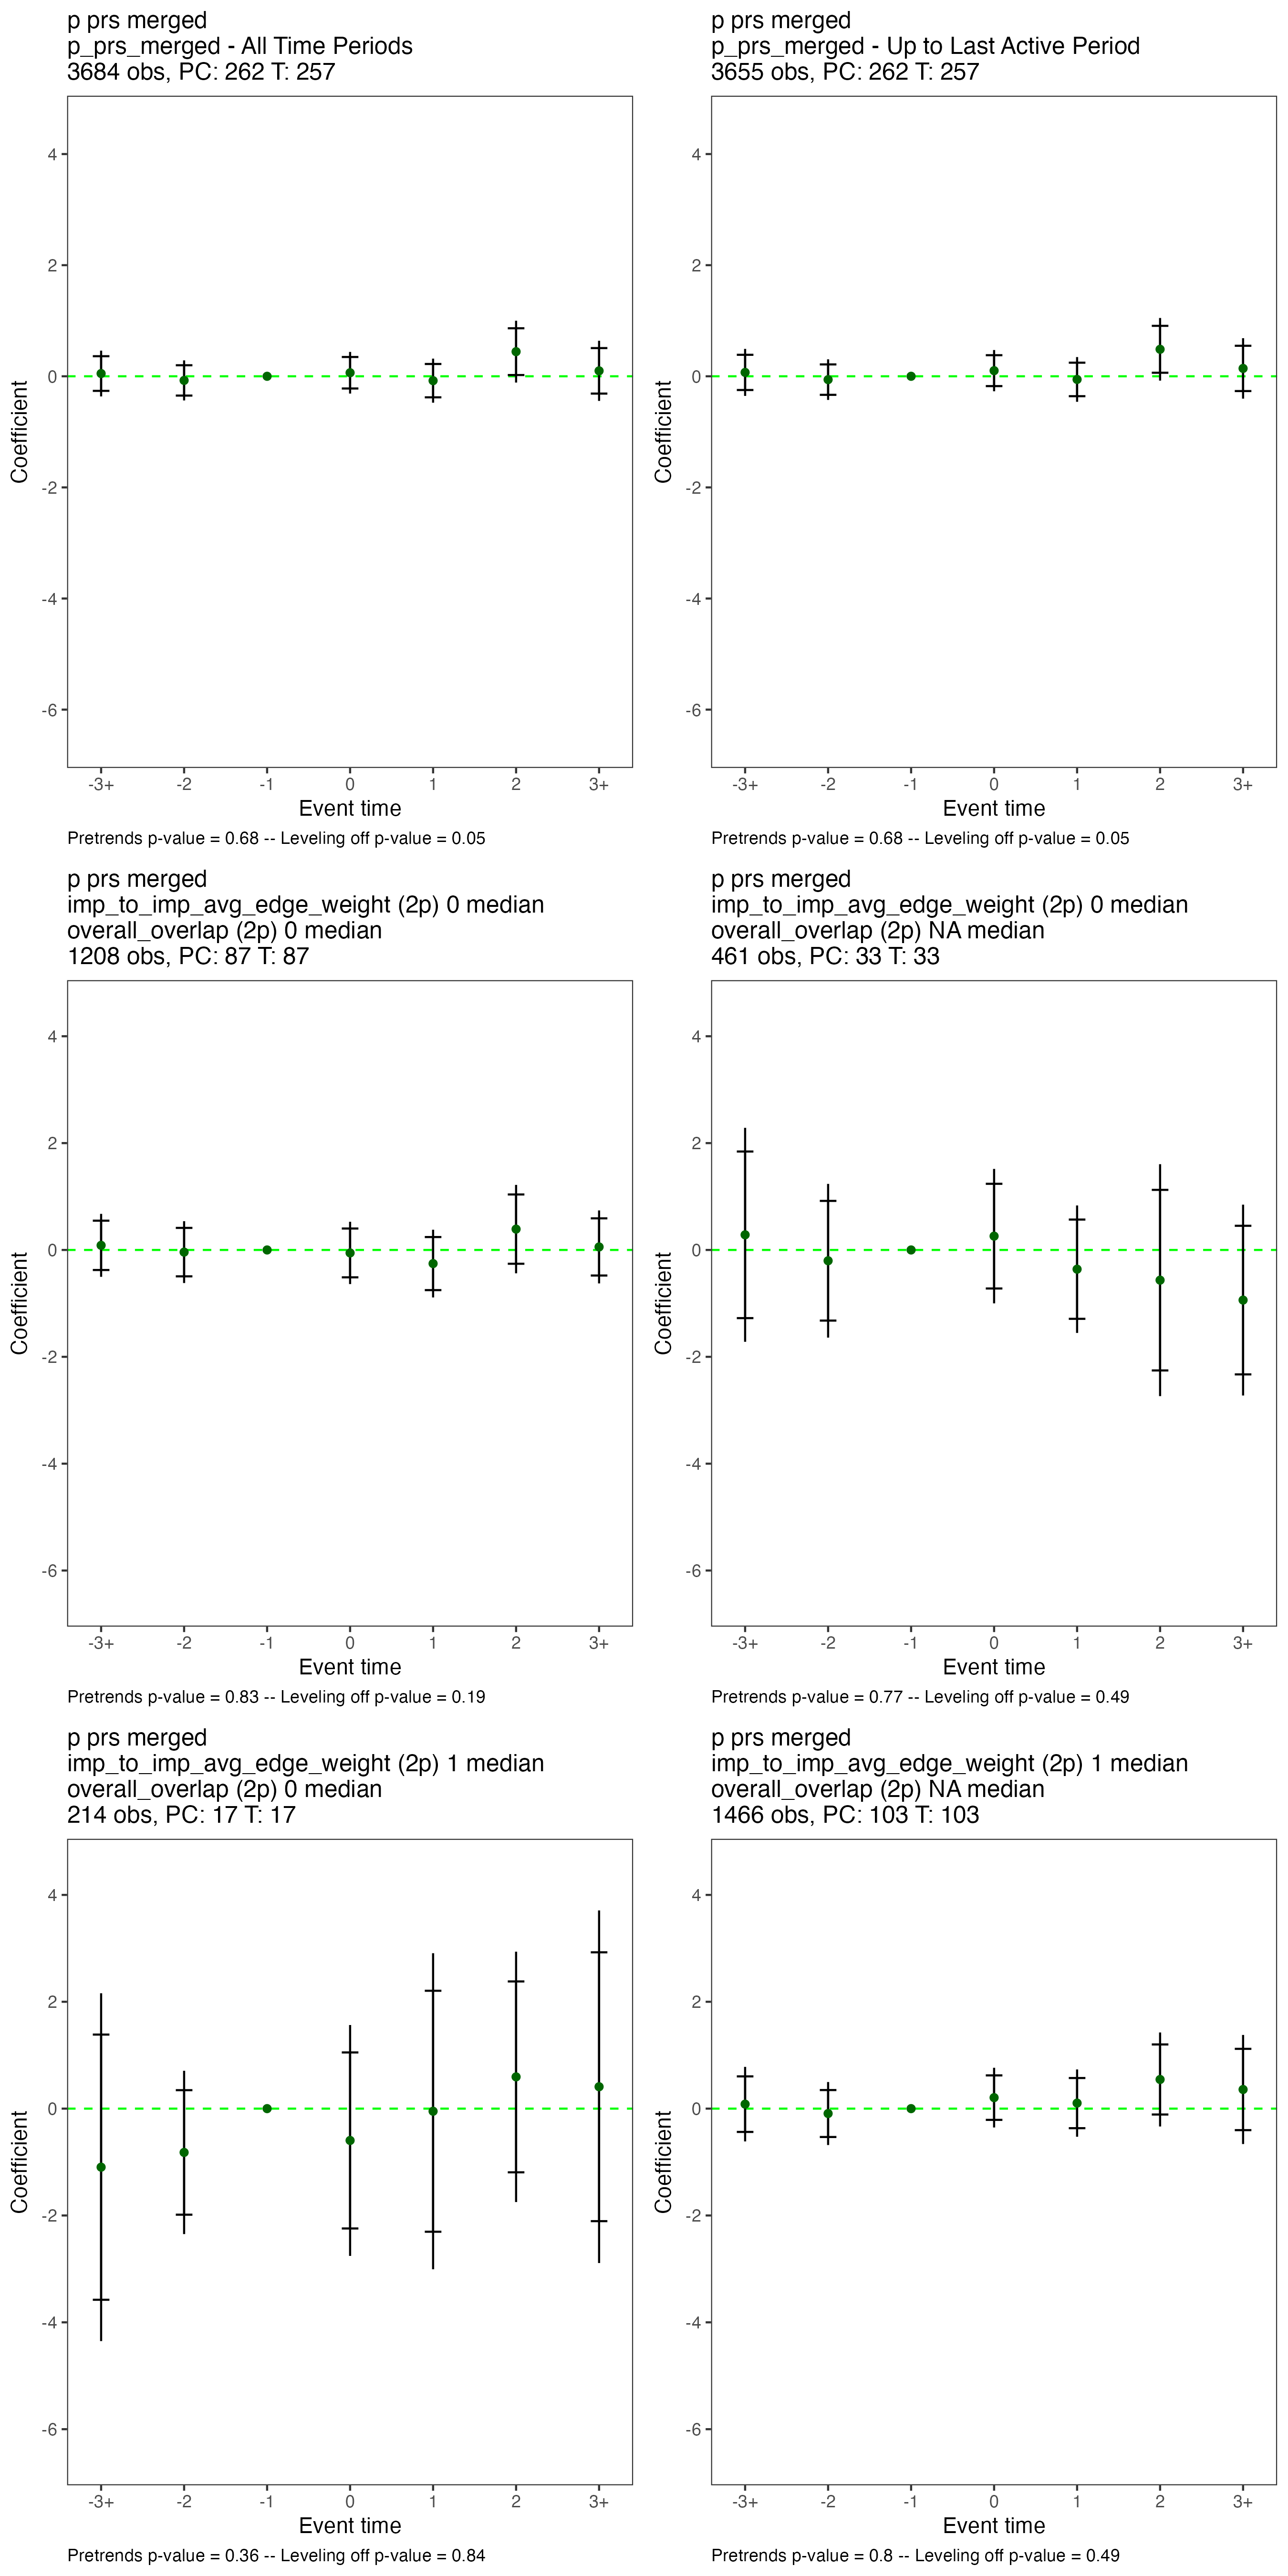 p prs merged
p_prs_merged - All Time Periods
3684 obs, PC: 262 T: 257
4
2
0
-2
-4
-6
Coefficient
-3+ -2 -1 0 1 2 3+
Event time
Pretrends p-value = 0.68 -- Leveling off p-value = 0.05
p prs merged
p_prs_merged - Up to Last Active Period
3655 obs, PC: 262 T: 257
4
2
0
-2
-4
-6
Coefficient
-3+ -2 -1 0 1 2 3+
Event time
Pretrends p-value = 0.68 -- Leveling off p-value = 0.05
p prs merged
imp_to_imp_avg_edge_weight (2p) 0 median
overall_overlap (2p) 0 median
1208 obs, PC: 87 T: 87
4
2
0
-2
-4
-6
Coefficient
-3+ -2 -1 0 1 2 3+
Event time
Pretrends p-value = 0.83 -- Leveling off p-value = 0.19
p prs merged
imp_to_imp_avg_edge_weight (2p) 0 median
overall_overlap (2p) NA median
461 obs, PC: 33 T: 33
4
2
0
-2
-4
-6
Coefficient
-3+ -2 -1 0 1 2 3+
Event time
Pretrends p-value = 0.77 -- Leveling off p-value = 0.49
p prs merged
imp_to_imp_avg_edge_weight (2p) 1 median
overall_overlap (2p) 0 median
214 obs, PC: 17 T: 17
4
2
0
-2
-4
-6
Coefficient
-3+ -2 -1 0 1 2 3+
Event time
Pretrends p-value = 0.36 -- Leveling off p-value = 0.84
p prs merged
imp_to_imp_avg_edge_weight (2p) 1 median
overall_overlap (2p) NA median
1466 obs, PC: 103 T: 103
4
2
0
-2
-4
-6
Coefficient
-3+ -2 -1 0 1 2 3+
Event time
Pretrends p-value = 0.8 -- Leveling off p-value = 0.49